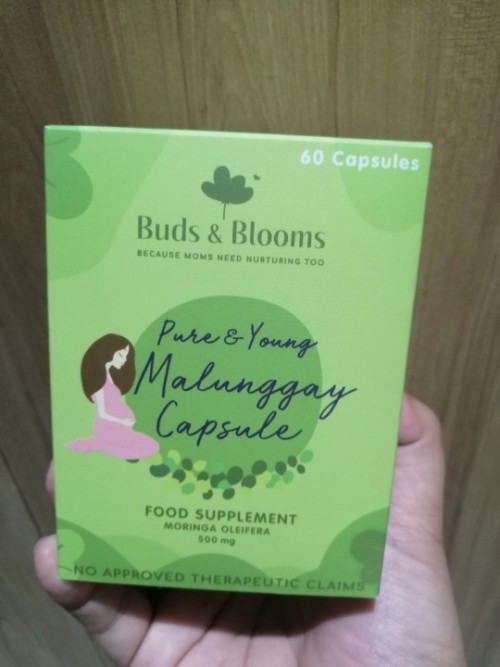 60 Capsules
Buds & Blooms
BECAUSE MOMS NEED NURTURING TOO
Pure & Young
Malunggay
Capsule
FOOD SUPPLEMENT
MORINGA OLEIFERA
500 mg
NO APPROVED THERAPEUTIC CLAIMS